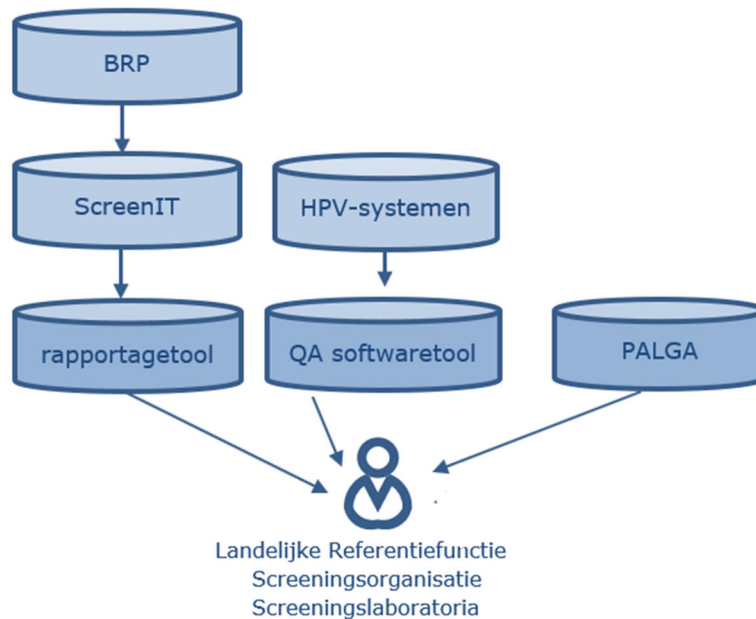 BRP
ScreenIT
HPV-systemen
rapportagetool
QA softwaretool
PALGA
Landelijke Referentiefunctie
Screeningsorganisatie
Screeningslaboratoria